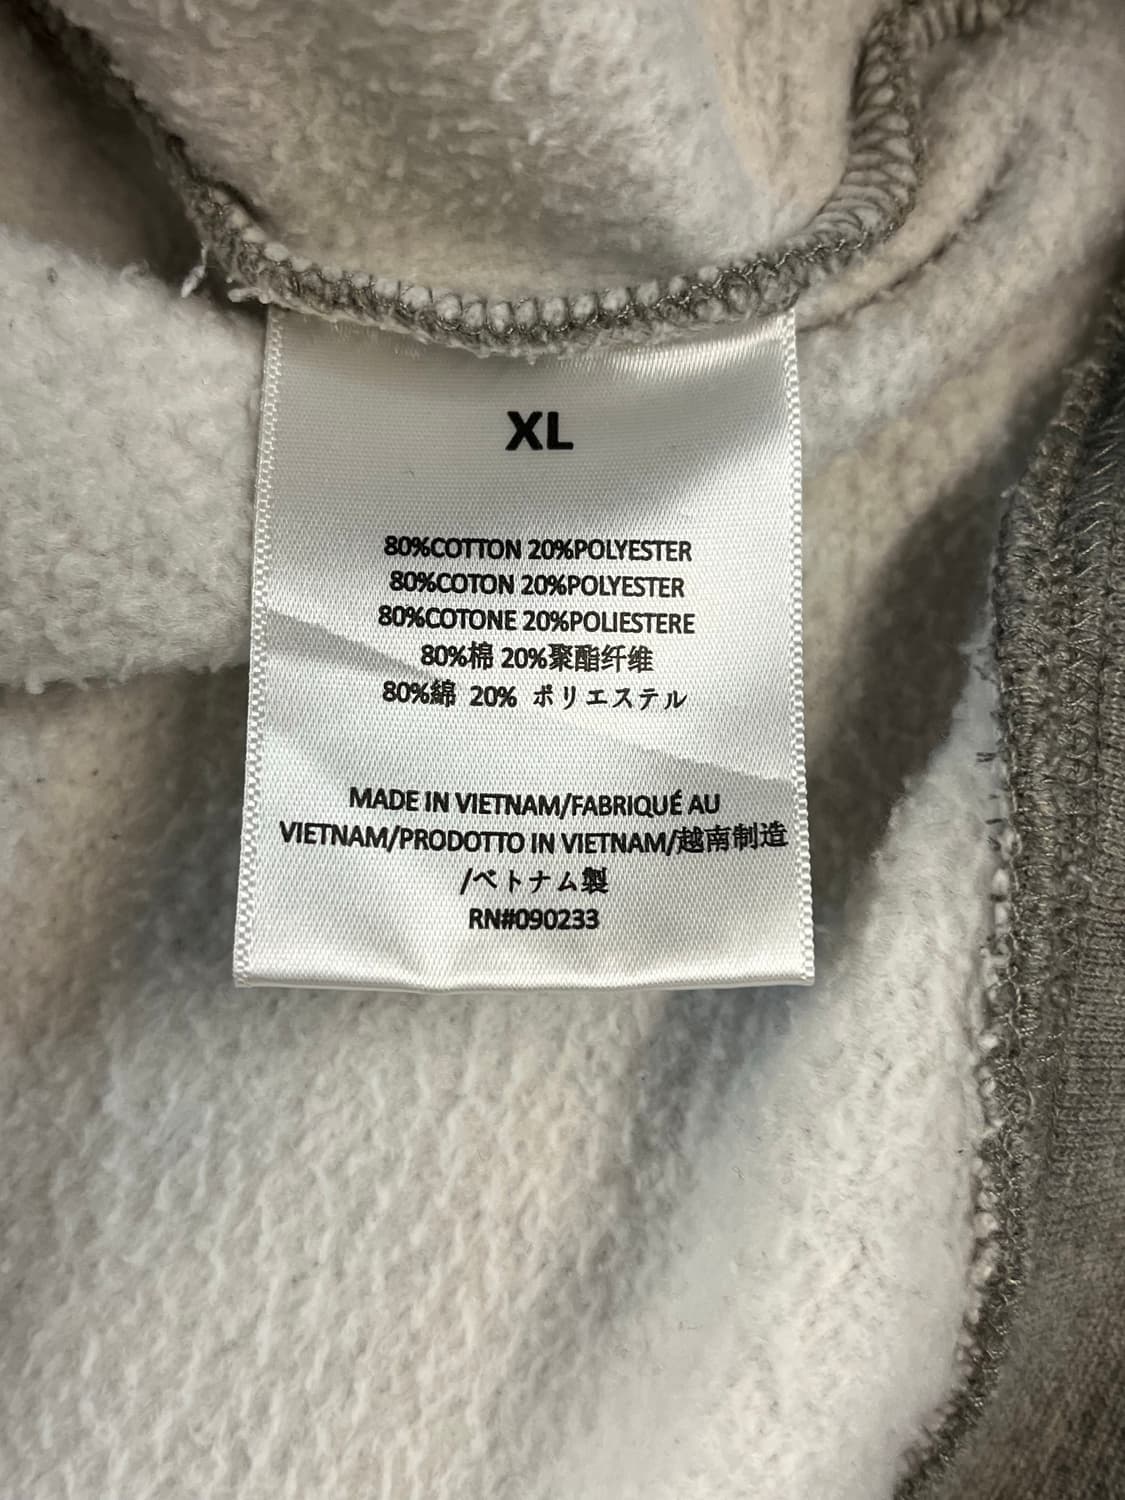 XL
80%COTTON 20%POLYESTER
80%COTON 20%POLYESTER
80%COTONE 20%POLIESTERE
80%棉 20%聚酯纤维
80%綿 20% ポリエステル
MADE IN VIETNAM/FABRIQUÉ AU
VIETNAM/PRODOTTO IN VIETNAM/越南制造
/ベトナム製
RN#090233